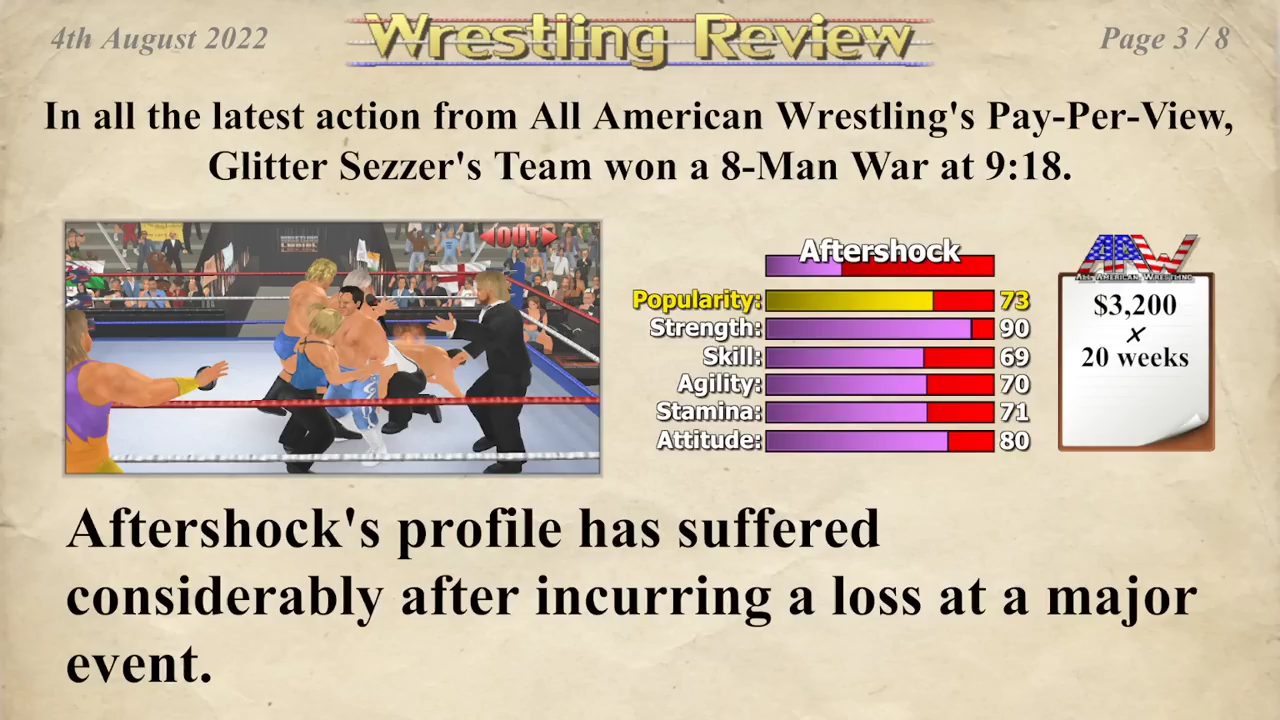 4th August 2022
Wrestling Review
Page 3 / 8
In all the latest action from All American Wrestling's Pay-Per-View,
Glitter Sezzer's Team won a 8-Man War at 9:18.
WRESTLING
EMPIRE
OUT
Aftershock
Popularity: 73
Strength: 90
Skill: 69
Agility: 70
Stamina: 71
Attitude: 80
AAW
ALL AMERICAN WRESTLING
$3,200
×
20 weeks
Aftershock's profile has suffered
considerably after incurring a loss at a major
event.